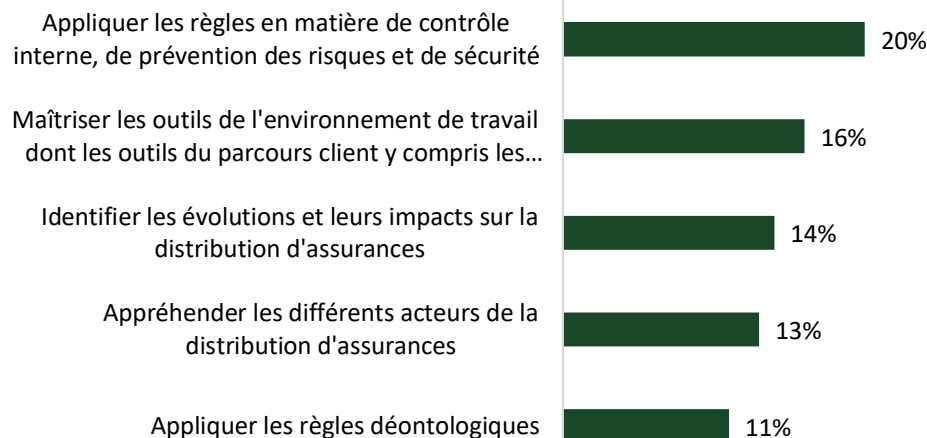 Appliquer les règles en matière de contrôle
interne, de prévention des risques et de sécurité
20%
Maîtriser les outils de l'environnement de travail
dont les outils du parcours client y compris les...
16%
Identifier les évolutions et leurs impacts sur la
distribution d'assurances
14%
Appréhender les différents acteurs de la
distribution d'assurances
13%
Appliquer les règles déontologiques
11%